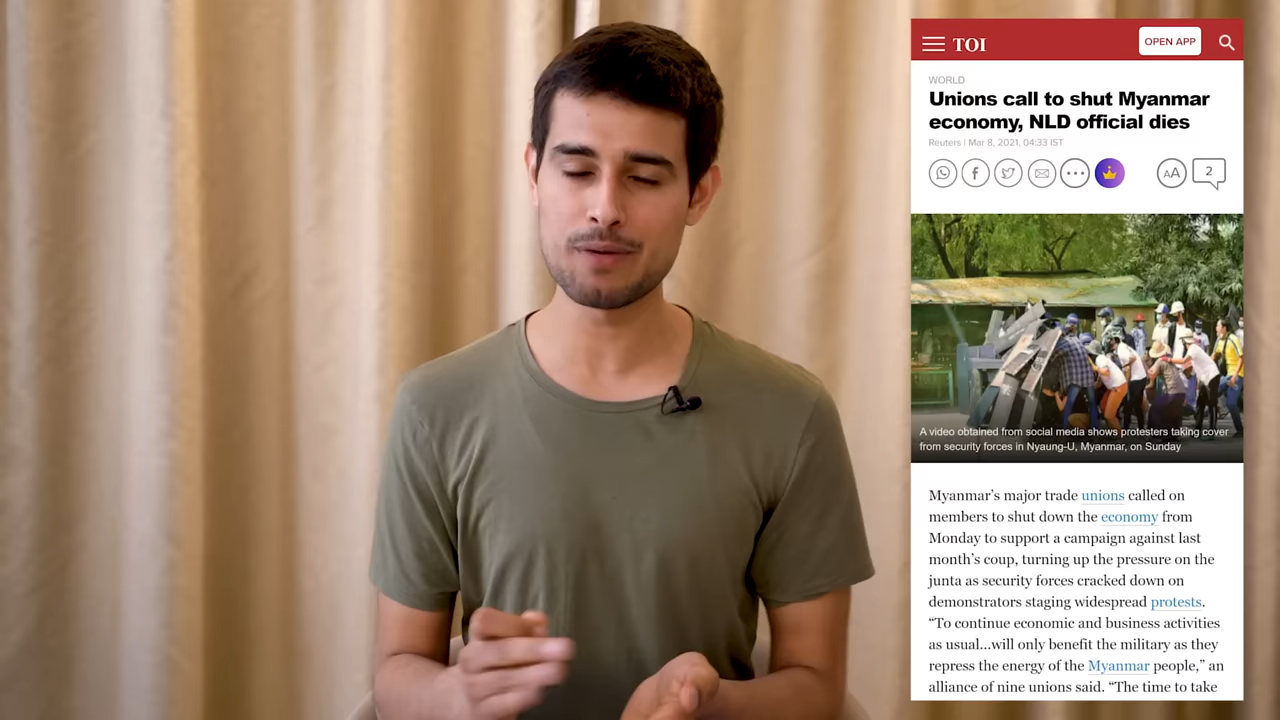 TOI
OPEN APP
WORLD
Unions call to shut Myanmar
economy, NLD official dies
Reuters | Mar 8, 2021, 04:33 IST
AA
2
A video obtained from social media shows protesters taking cover
from security forces in Nyaung-U, Myanmar, on Sunday
Myanmar’s major trade unions called on
members to shut down the economy from
Monday to support a campaign against last
month’s coup, turning up the pressure on the
junta as security forces cracked down on
demonstrators staging widespread protests.
“To continue economic and business activities
as usual...will only benefit the military as they
repress the energy of the Myanmar people,” an
alliance of nine unions said. “The time to take